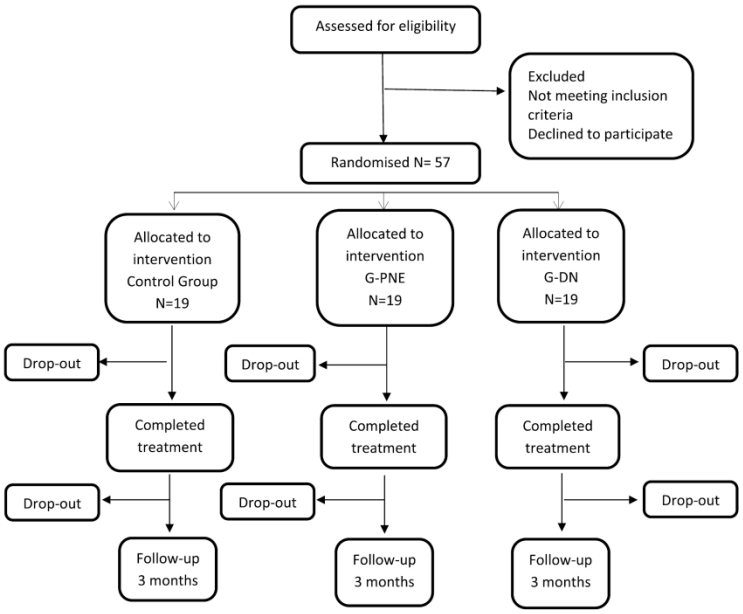 Assessed for eligibility
Excluded
Not meeting inclusion
criteria
Declined to participate
Randomised N= 57
Allocated to
intervention
Control Group
N=19
Allocated to
intervention
G-PNE
N=19
Allocated to
intervention
G-DN
N=19
Drop-out
Drop-out
Drop-out
Completed
treatment
Completed
treatment
Completed
treatment
Drop-out
Drop-out
Drop-out
Follow-up
3 months
Follow-up
3 months
Follow-up
3 months